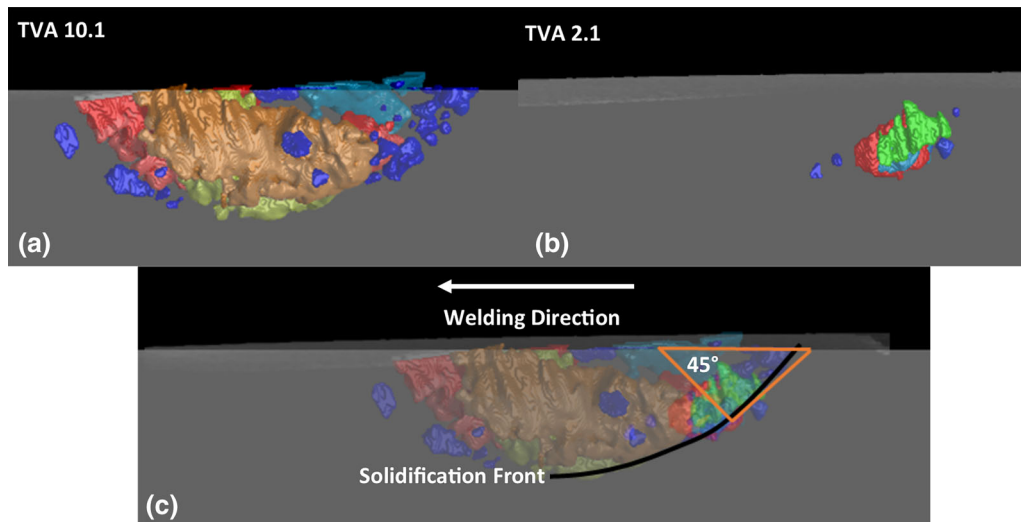 TVA 10.1
TVA 2.1
(a)
(b)
Welding Direction
45°
Solidification Front
(c)